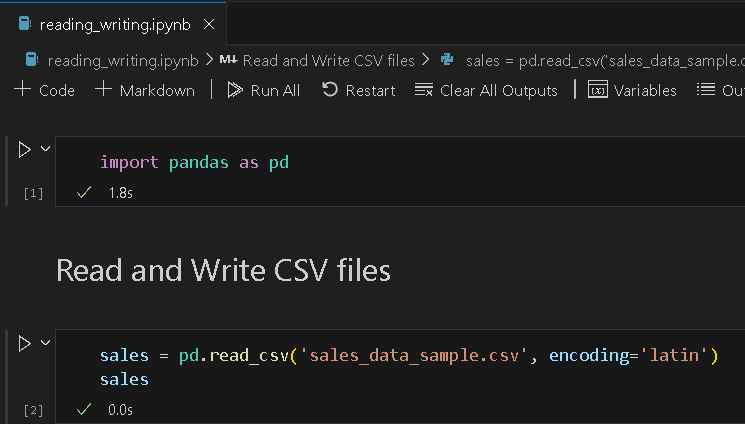 reading_writing.ipynb
reading_writing.ipynb > M↓ Read and Write CSV files > sales = pd.read_csv('sales_data_sample.c
+ Code + Markdown | Run All Restart Clear All Outputs | (x) Variables Ou
import pandas as pd
[1] 1.8s
Read and Write CSV files
sales = pd.read_csv('sales_data_sample.csv', encoding='latin')
sales
[2] 0.0s